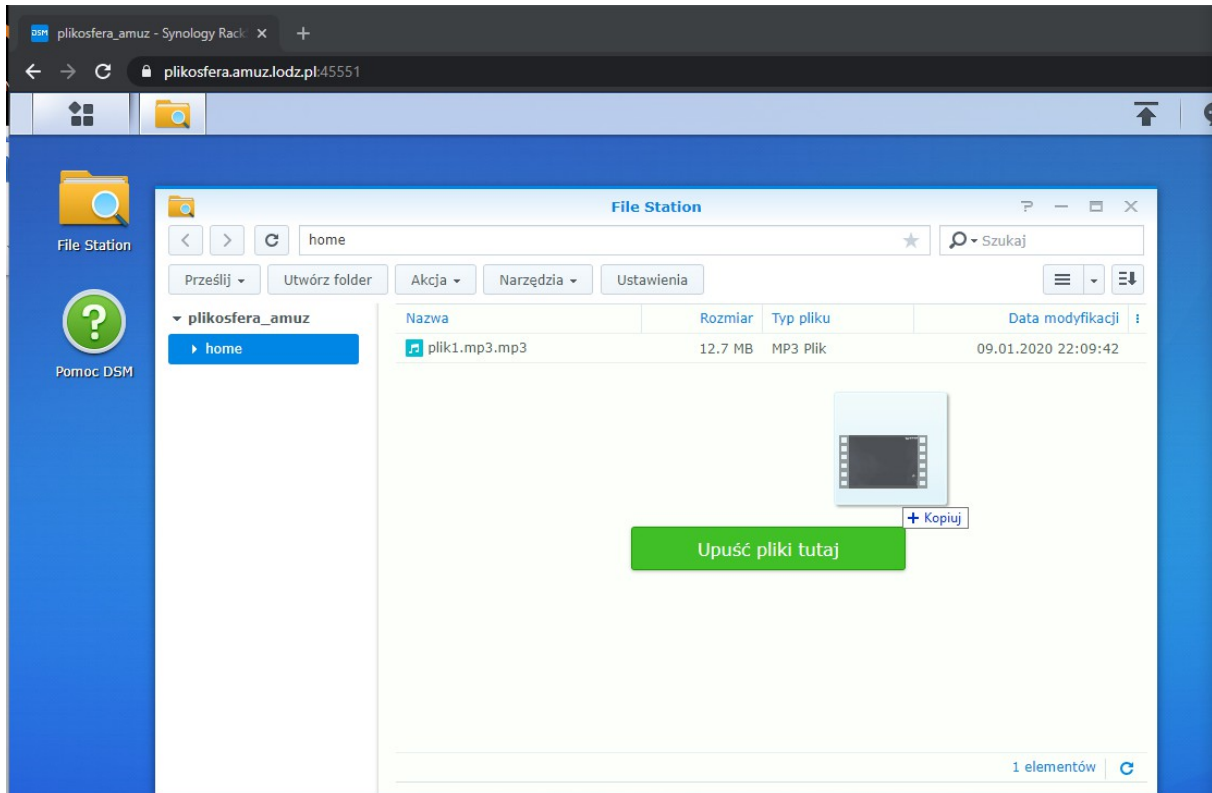 DSM plikosfera_amuz - Synology Rack
plikosfera.amuz.lodz.pl:45551
File Station
File Station
home
Szukaj
Prześlij Utwórz folder Akcja Narzędzia Ustawienia
plikosfera_amuz
Nazwa Rozmiar Typ pliku Data modyfikacji
home
plik1.mp3.mp3 12.7 MB MP3 Plik 09.01.2020 22:09:42
Pomoc DSM
+ Kopiuj
Upuść pliki tutaj
1 elementów